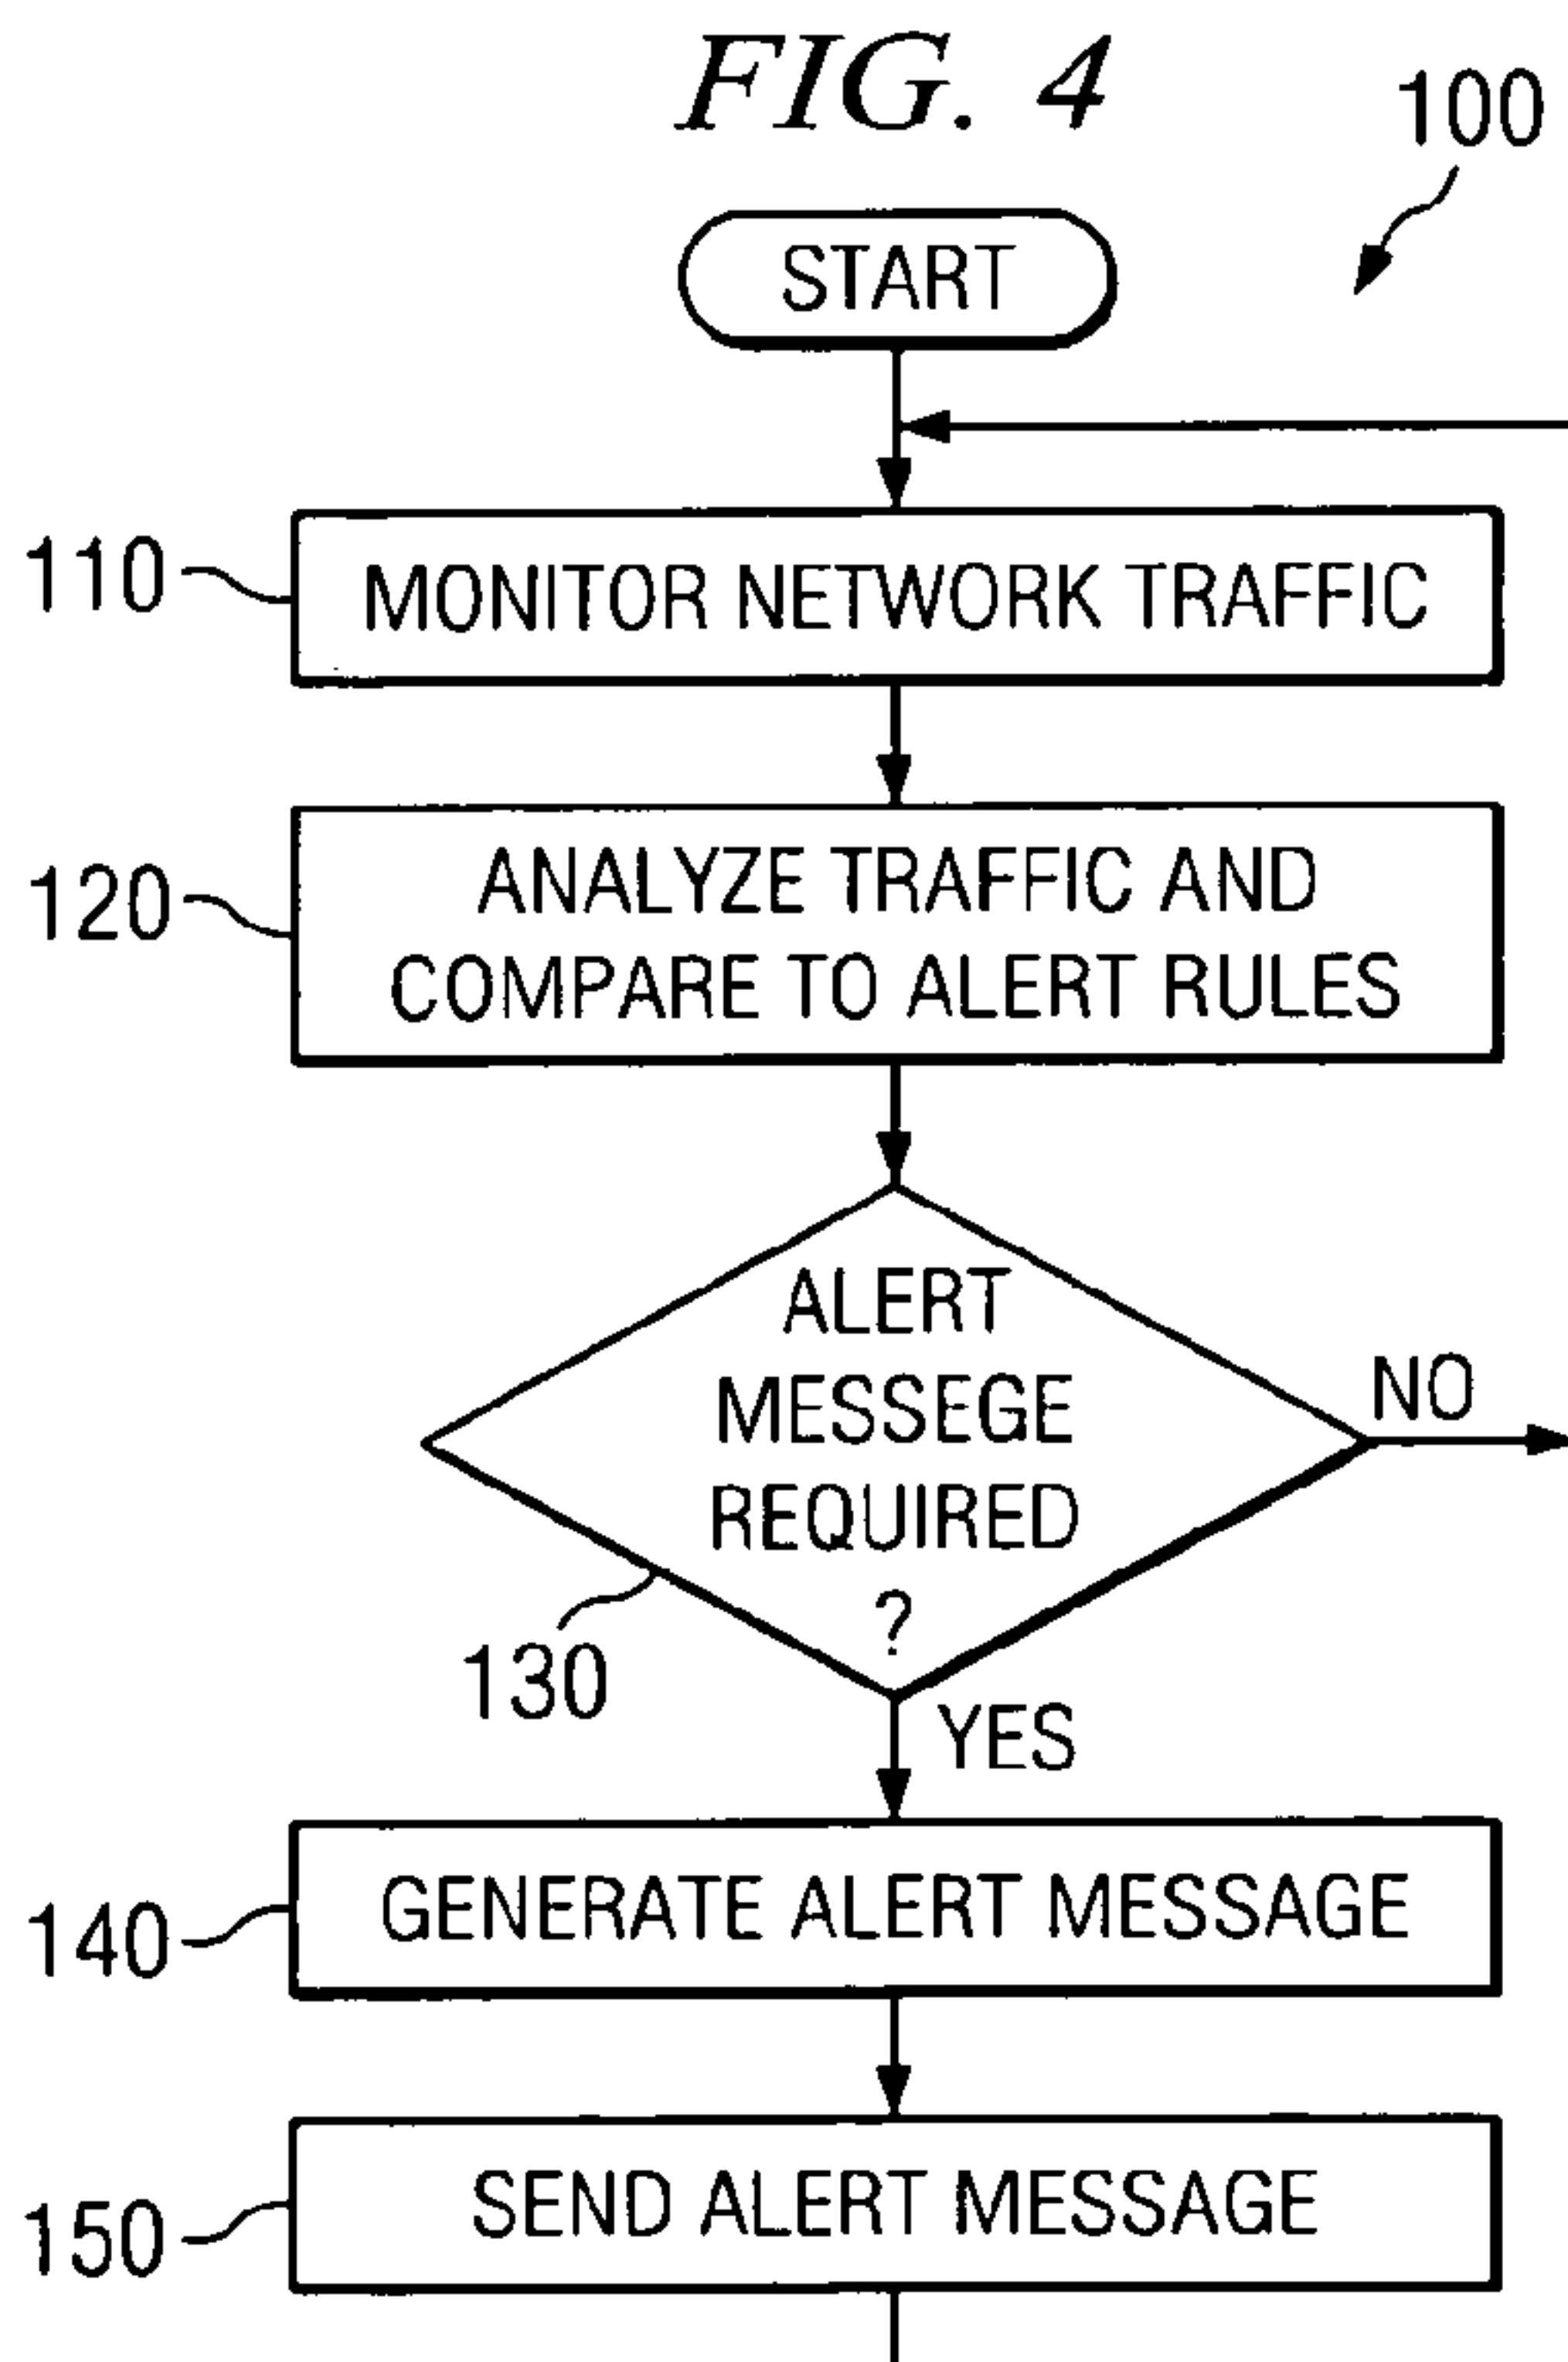 FIG. 4
100
START
110
MONITOR NETWORK TRAFFIC
120
ANALYZE TRAFFIC AND
COMPARE TO ALERT RULES
ALERT
MESSEGE
REQUIRED
?
NO
130
YES
140
GENERATE ALERT MESSAGE
150
SEND ALERT MESSAGE